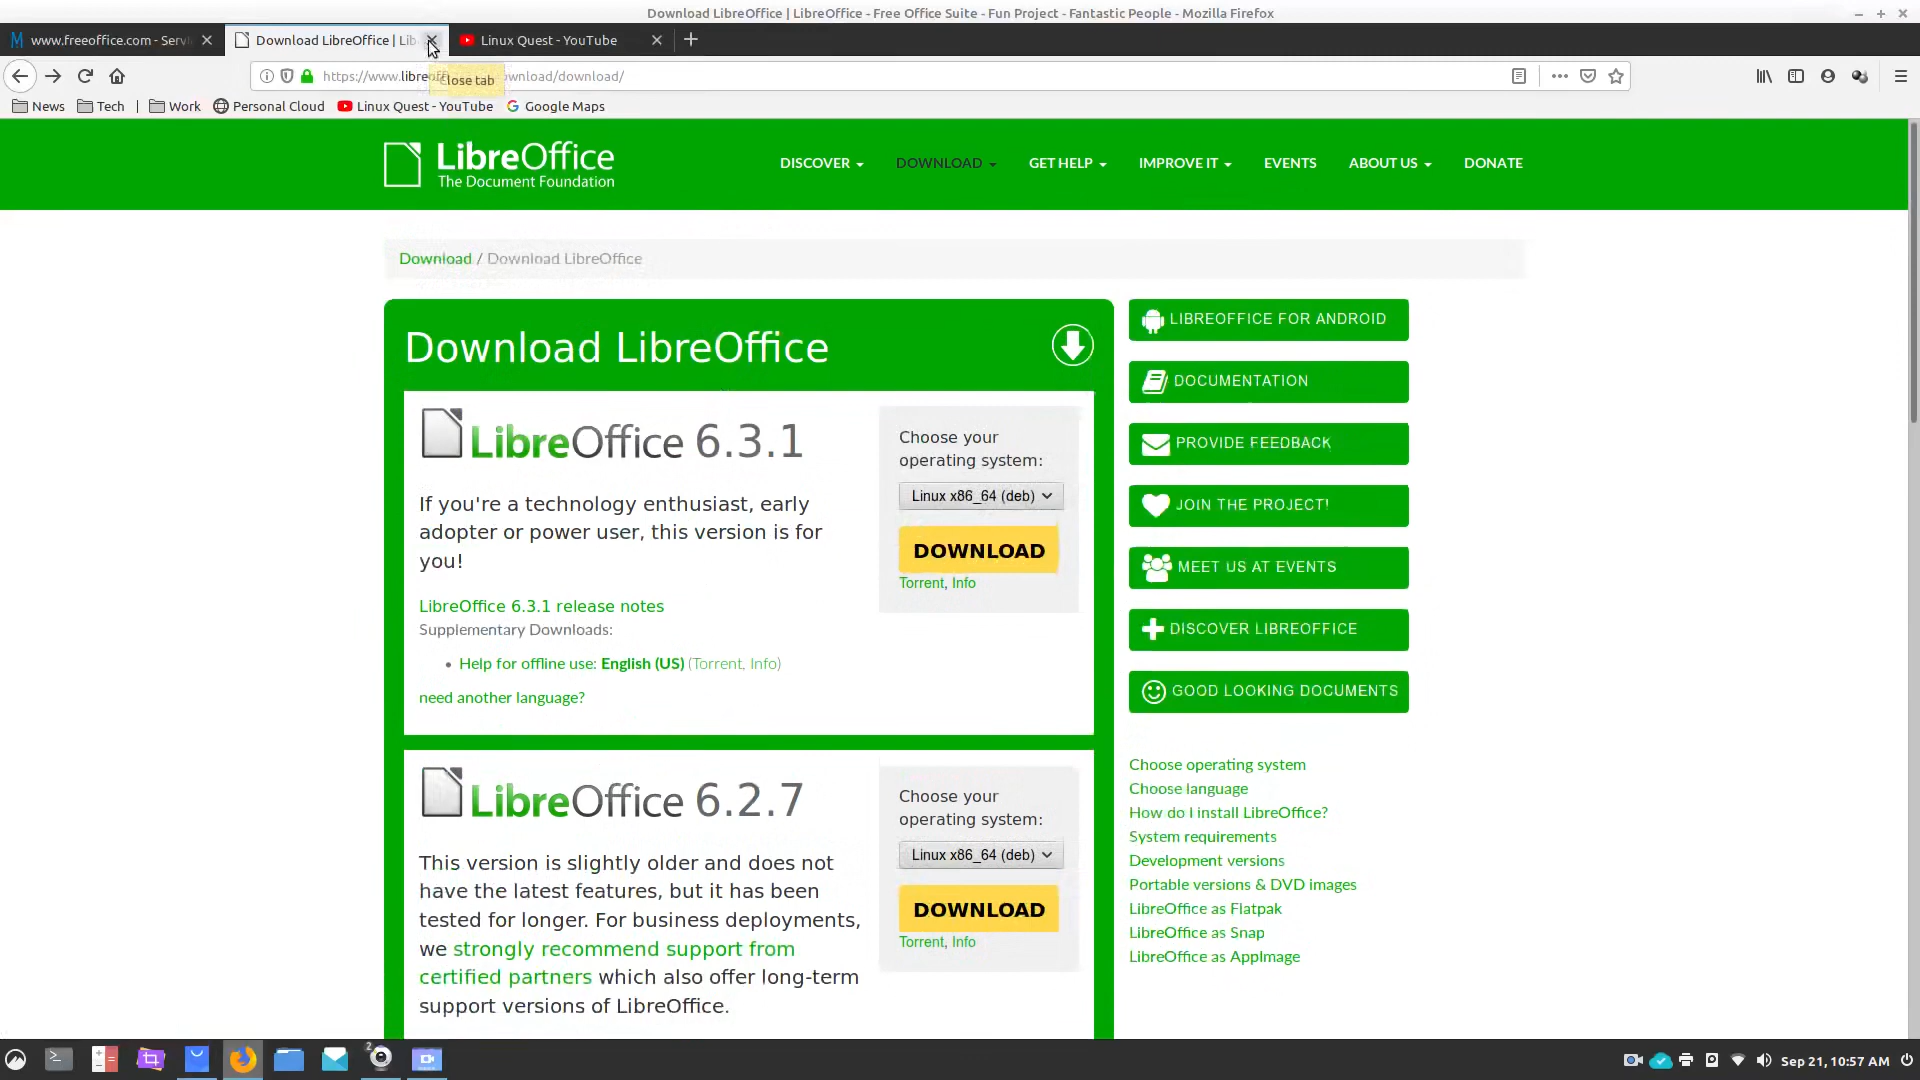 Download LibreOffice | LibreOffice - Free Office Suite - Fun Project - Fantastic People - Mozilla Firefox
www.freeoffice.com - Serv
Download LibreOffice | Lib
Linux Quest - YouTube
https://www.libreoff
wnload/download/
Close tab
News
Tech
Work
Personal Cloud
Linux Quest - YouTube
Google Maps
LibreOffice
The Document Foundation
DISCOVER
DOWNLOAD
GET HELP
IMPROVE IT
EVENTS
ABOUT US
DONATE
Download / Download LibreOffice
Download LibreOffice
LibreOffice 6.3.1
If you're a technology enthusiast, early
adopter or power user, this version is for
you!
LibreOffice 6.3.1 release notes
Supplementary Downloads:
• Help for offline use: English (US) (Torrent, Info)
need another language?
Choose your
operating system:
Linux x86_64 (deb)
DOWNLOAD
Torrent, Info
LibreOffice 6.2.7
This version is slightly older and does not
have the latest features, but it has been
tested for longer. For business deployments,
we strongly recommend support from
certified partners which also offer long-term
support versions of LibreOffice.
Choose your
operating system:
Linux x86_64 (deb)
DOWNLOAD
Torrent, Info
LIBREOFFICE FOR ANDROID
DOCUMENTATION
PROVIDE FEEDBACK
JOIN THE PROJECT!
MEET US AT EVENTS
DISCOVER LIBREOFFICE
GOOD LOOKING DOCUMENTS
Choose operating system
Choose language
How do I install LibreOffice?
System requirements
Development versions
Portable versions & DVD images
LibreOffice as Flatpak
LibreOffice as Snap
LibreOffice as AppImage
2
Sep 21, 10:57 AM